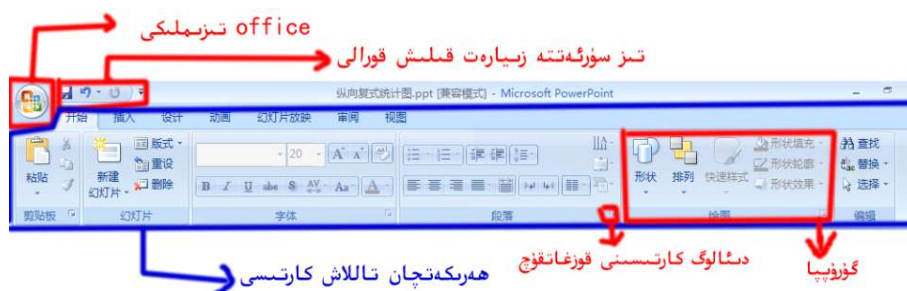 office تىزىملىكى
تىز سۈرئەتتە زىيارەت قىلىش قورالى
纵向复式统计图.ppt [兼容模式] - Microsoft PowerPoint
开始 插入 设计 动画 幻灯片放映 审阅 视图
版式 20 A A 形状填充 查找
重设 形状轮廓 替换
粘贴 新建 幻灯片 删除 B I U abc S AV Aa A 形状 排列 快速样式 形状效果 选择
剪贴板 幻灯片 字体 段落 绘图 编辑
دىئالوگ كارتىسىنى قوزغاتقۇچ
گۇرۇپپا
ھەرىكەتچان تاللاش كارتىسى